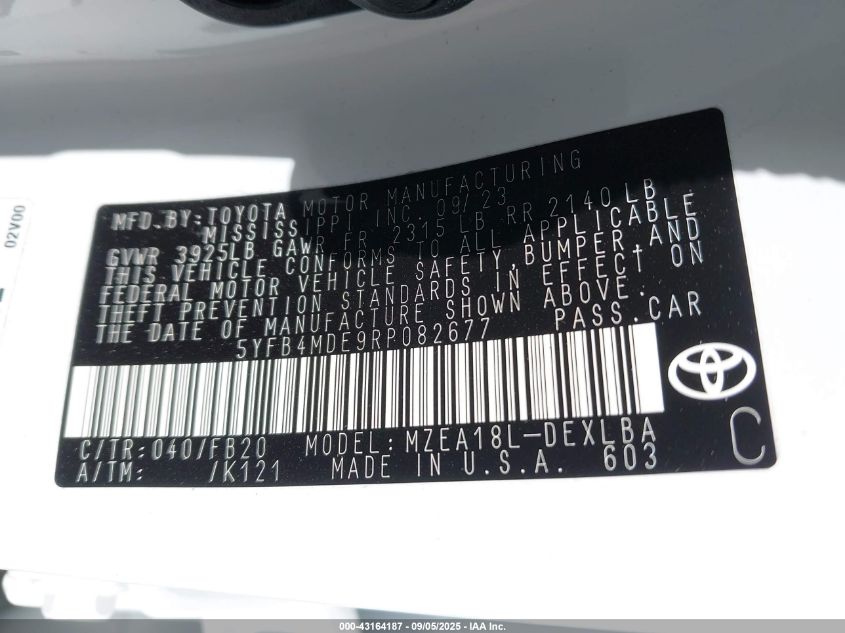 MFD.BY: TOYOTA MOTOR MANUFACTURING
MISSISSIPPI INC. 09/23
GVWR 3925LB GAWR FR 2315 LB RR 2140 LB
THIS VEHICLE CONFORMS TO ALL APPLICABLE
FEDERAL MOTOR VEHICLE SAFETY, BUMPER, AND
THEFT PREVENTION STANDARDS IN EFFECT ON
THE DATE OF MANUFACTURE SHOWN ABOVE.
5YFB4MDE9RP082677 PASS.CAR
C/TR: 040/FB20 MODEL: MZEA18L-DEXLBA
A/TM: /K121 MADE IN U.S.A. 603
C
02V00
000-43164187 - 09/05/2025 - IAA Inc.